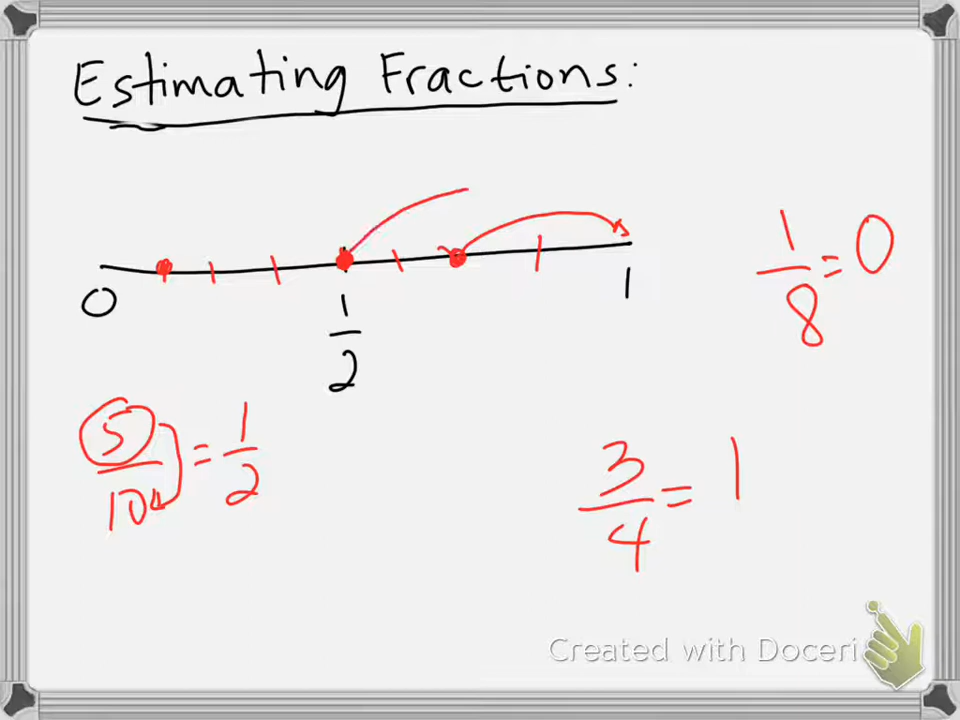 Estimating Fractions:
0
1/2
1
1/8 = 0
5/10 = 1/2
3/4 = 1
Created with Doceri